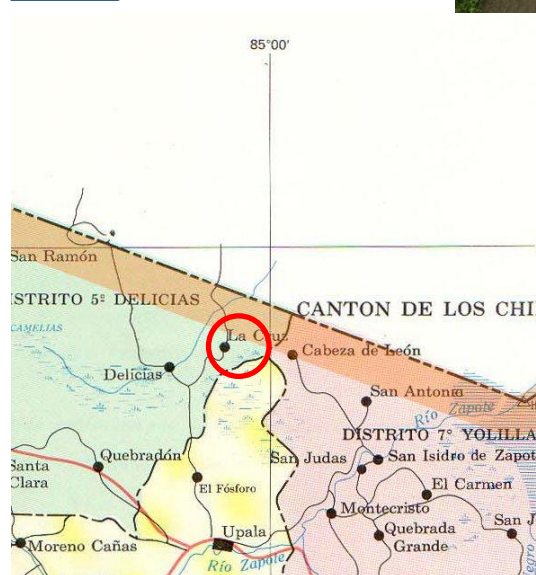 85°00'
San Ramón
ISTRITO 5º DELICIAS
CANTON DE LOS CHI
CAMELIAS
La Cruz
Cabeza de León
Delicias
San Antonio
Río Zapote
DISTRITO 7º YOLILLA
Quebradón
San Judas
San Isidro de Zapot
Santa
Clara
El Fósforo
El Carmen
Montecristo
Upala
Quebrada
Grande
San J
Moreno Cañas
Río Zapote